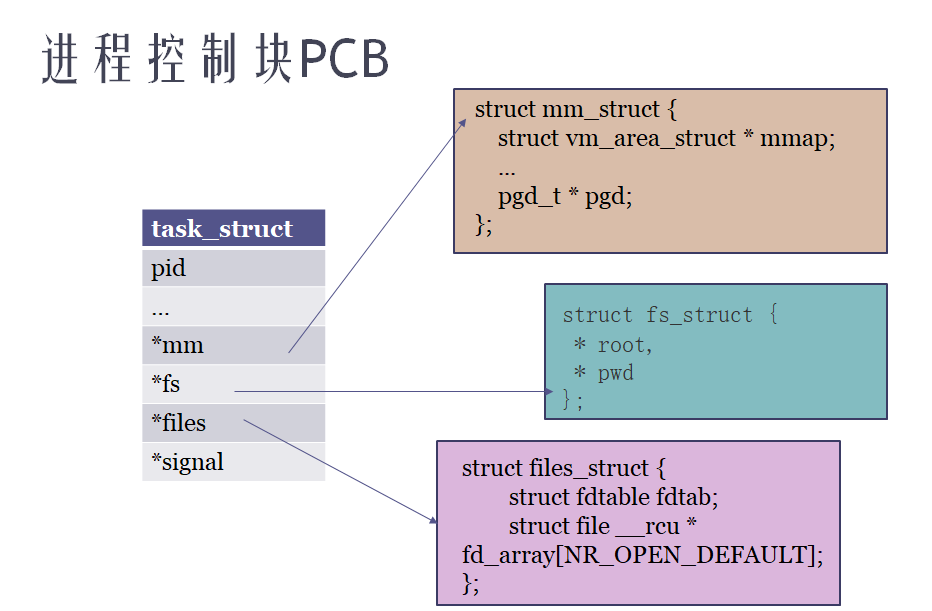 进程控制块PCB
task_struct
pid
...
*mm
*fs
*files
*signal
struct mm_struct {
struct vm_area_struct * mmap;
...
pgd_t * pgd;
};
struct fs_struct {
* root,
* pwd
};
struct files_struct {
struct fdtable fdtab;
struct file __rcu *
fd_array[NR_OPEN_DEFAULT];
};